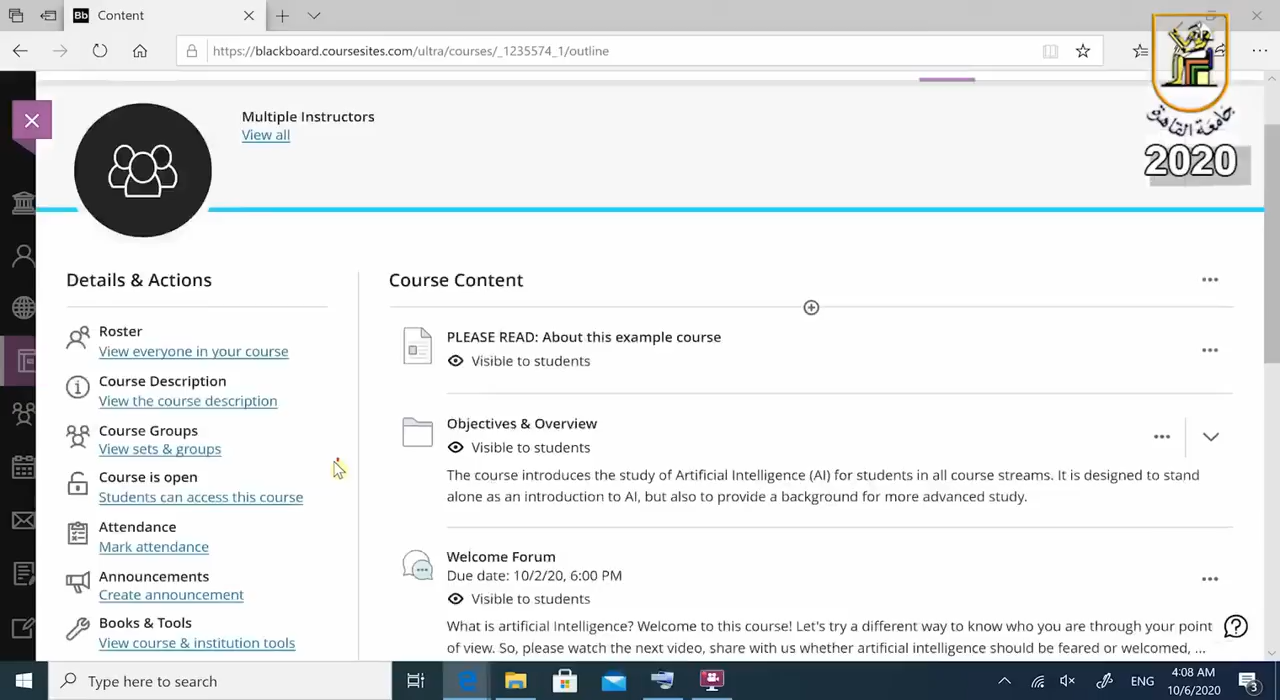 Bb Content
https://blackboard.coursesites.com/ultra/courses/_1235574_1/outline
جامعة القاهرة
2020
Multiple Instructors
View all
Details & Actions
Roster
View everyone in your course
Course Description
View the course description
Course Groups
View sets & groups
Course is open
Students can access this course
Attendance
Mark attendance
Announcements
Create announcement
Books & Tools
View course & institution tools
Course Content
PLEASE READ: About this example course
Visible to students
Objectives & Overview
Visible to students
The course introduces the study of Artificial Intelligence (AI) for students in all course streams. It is designed to stand
alone as an introduction to AI, but also to provide a background for more advanced study.
Welcome Forum
Due date: 10/2/20, 6:00 PM
Visible to students
What is artificial Intelligence? Welcome to this course! Let's try a different way to know who you are through your point
of view. So, please watch the next video, share with us whether artificial intelligence should be feared or welcomed, ...
Type here to search
ENG
4:08 AM
10/6/2020
3